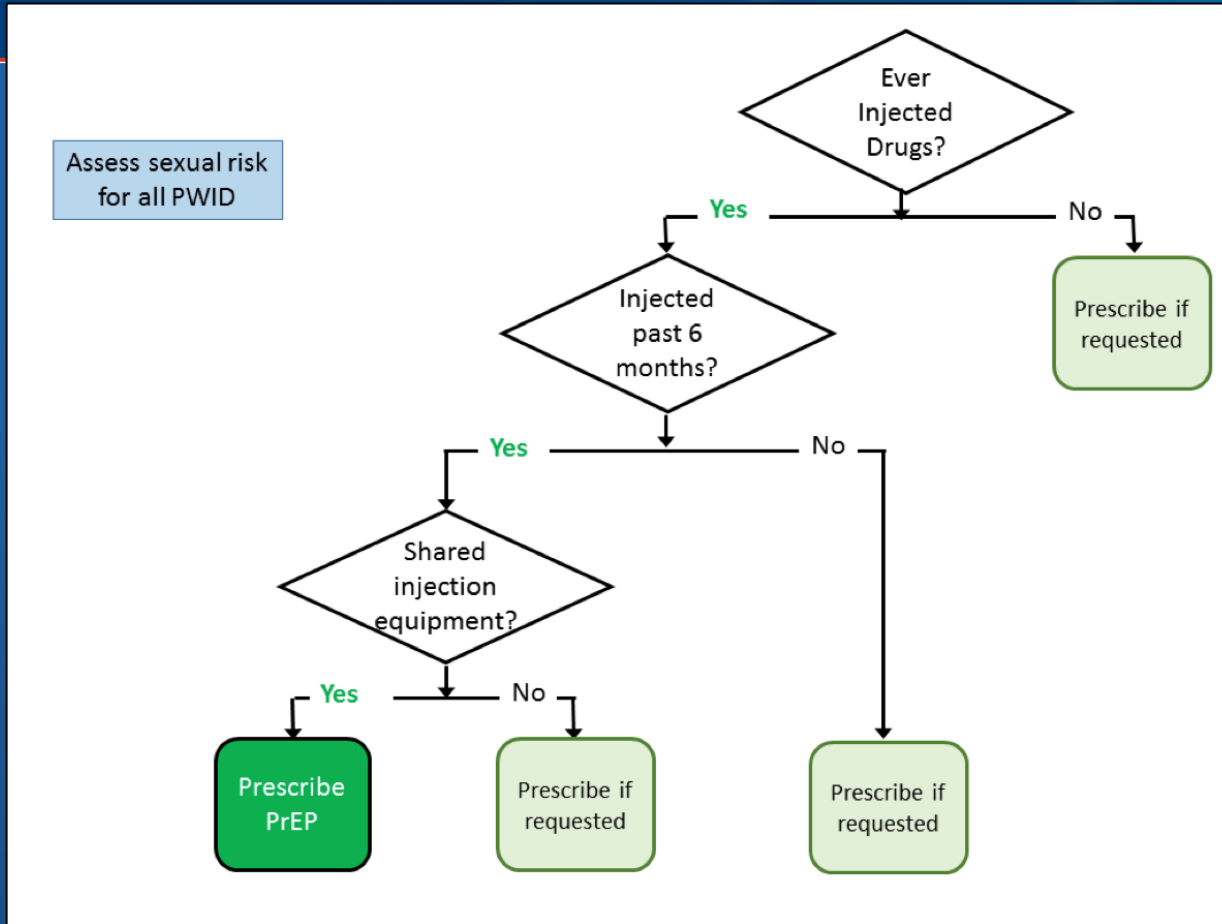 Ever
Injected
Drugs?
Assess sexual risk
for all PWID
Yes
No
Injected
past 6
months?
Prescribe if
requested
Yes
No
Shared
injection
equipment?
Yes
No
Prescribe
PrEP
Prescribe if
requested
Prescribe if
requested